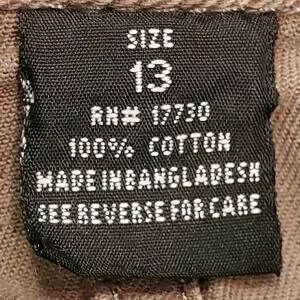 SIZE
13
RN# 17730
100% COTTON
MADE IN BANGLADESH
SEE REVERSE FOR CARE